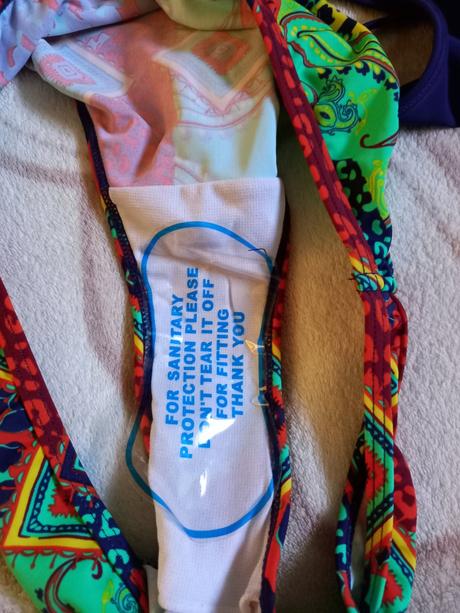 FOR SANITARY
PROTECTION PLEASE
DON'T TEAR IT OFF
FOR FITTING
THANK YOU